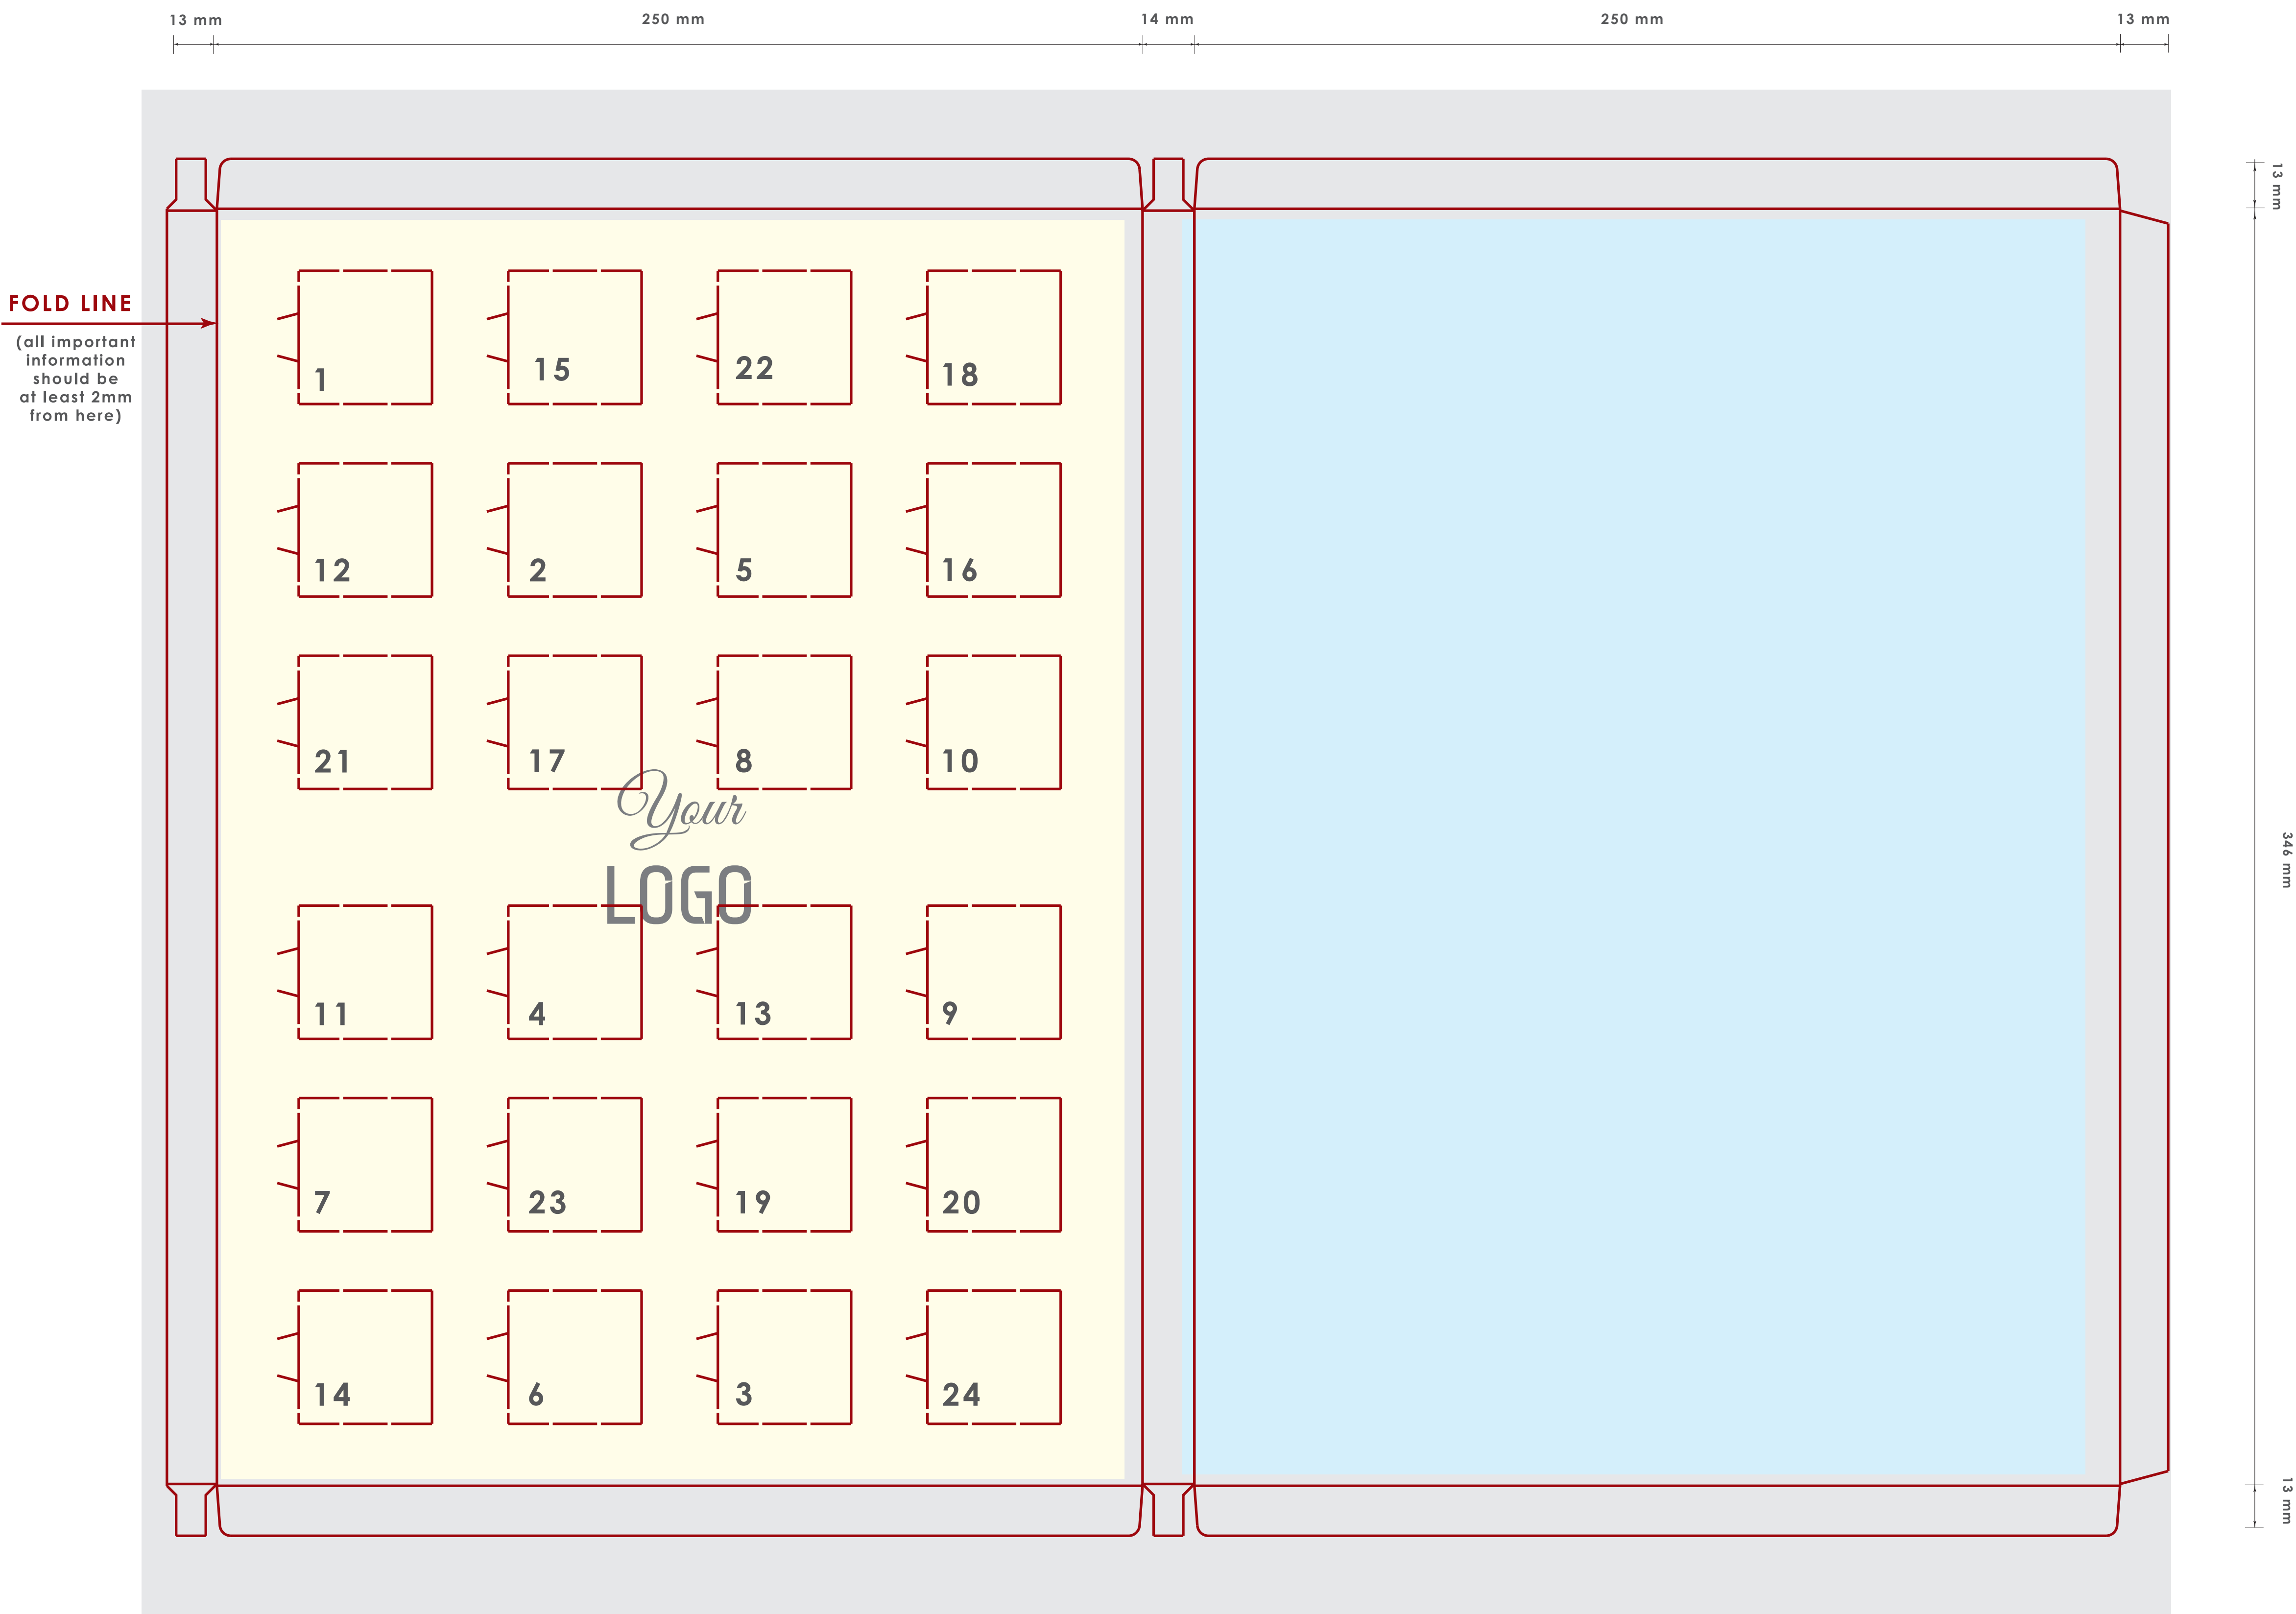 13 mm 250 mm 14 mm 250 mm 13 mm
13 mm
FOLD LINE
(all important
information
should be
at least 2mm
from here)
1 15 22 18
12 2 5 16
21 17 8 10
Your
LOGO
346 mm
11 4 13 9
7 23 19 20
14 6 3 24
13 mm